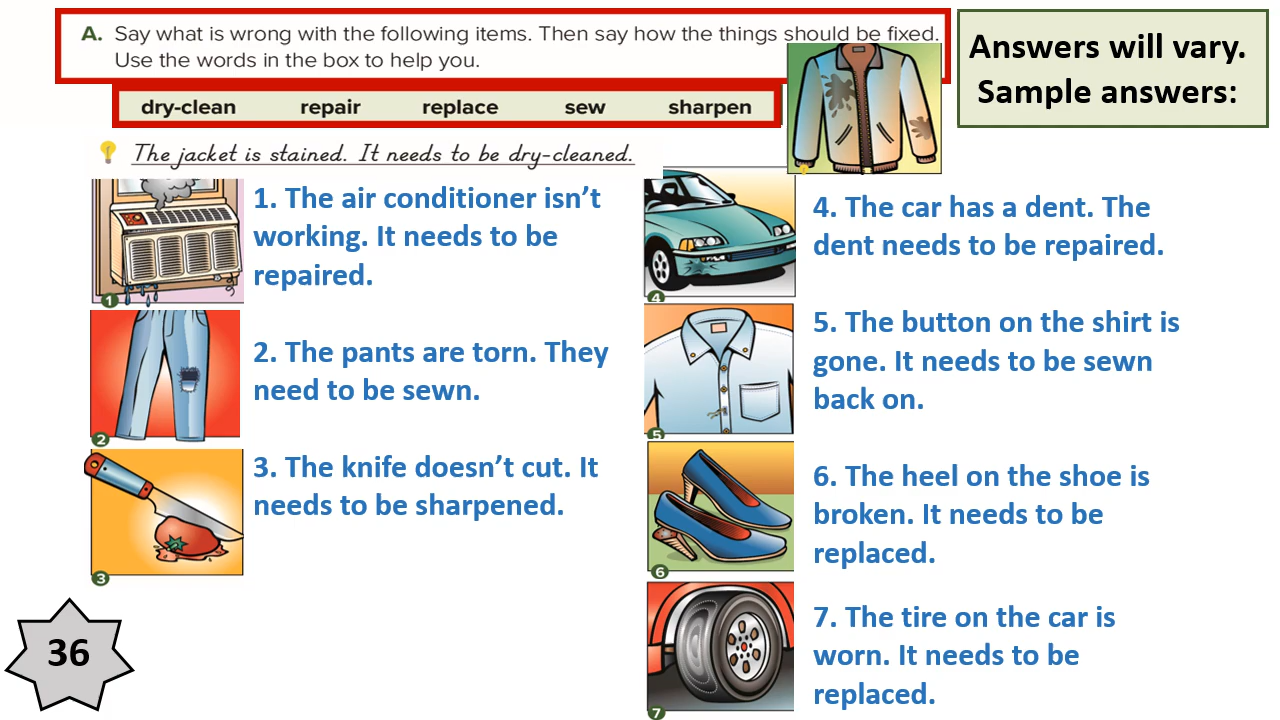 A. Say what is wrong with the following items. Then say how the things should be fixed.
Use the words in the box to help you.
Answers will vary.
Sample answers:
dry-clean repair replace sew sharpen
The jacket is stained. It needs to be dry-cleaned.
1. The air conditioner isn't
working. It needs to be
repaired.
1
2. The pants are torn. They
need to be sewn.
2
3. The knife doesn't cut. It
needs to be sharpened.
3
36
4. The car has a dent. The
dent needs to be repaired.
4
5. The button on the shirt is
gone. It needs to be sewn
back on.
5
6. The heel on the shoe is
broken. It needs to be
replaced.
6
7. The tire on the car is
worn. It needs to be
replaced.
7